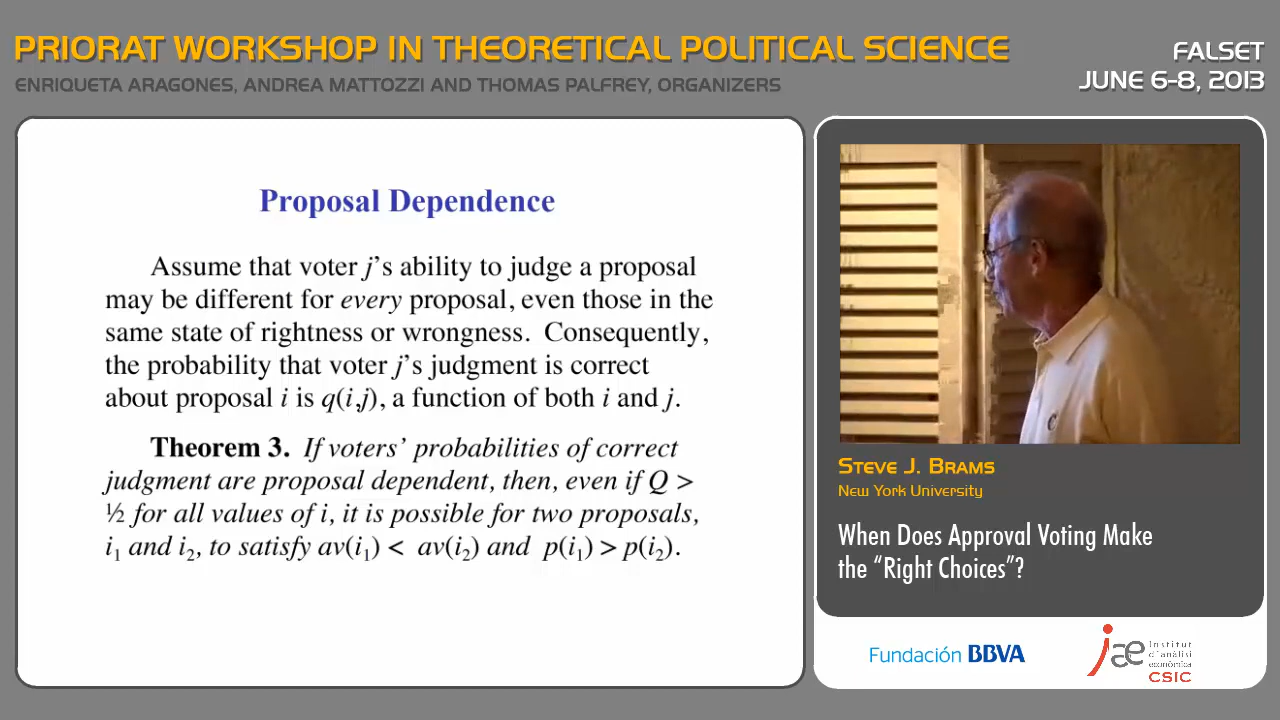 PRIORAT WORKSHOP IN THEORETICAL POLITICAL SCIENCE
ENRIQUETA ARAGONES, ANDREA MATTOZZI AND THOMAS PALFREY, ORGANIZERS
FALSET
JUNE 6-8, 2013
Proposal Dependence
Assume that voter j's ability to judge a proposal
may be different for every proposal, even those in the
same state of rightness or wrongness. Consequently,
the probability that voter j's judgment is correct
about proposal i is q(i,j), a function of both i and j.
Theorem 3. If voters' probabilities of correct
judgment are proposal dependent, then, even if Q >
½ for all values of i, it is possible for two proposals,
i₁ and i₂, to satisfy av(i₁) < av(i₂) and p(i₁) > p(i₂).
STEVE J. BRAMS
New York University
When Does Approval Voting Make
the “Right Choices”?
Fundación BBVA
iae
Institut
d'anàlisi
econòmica
CSIC